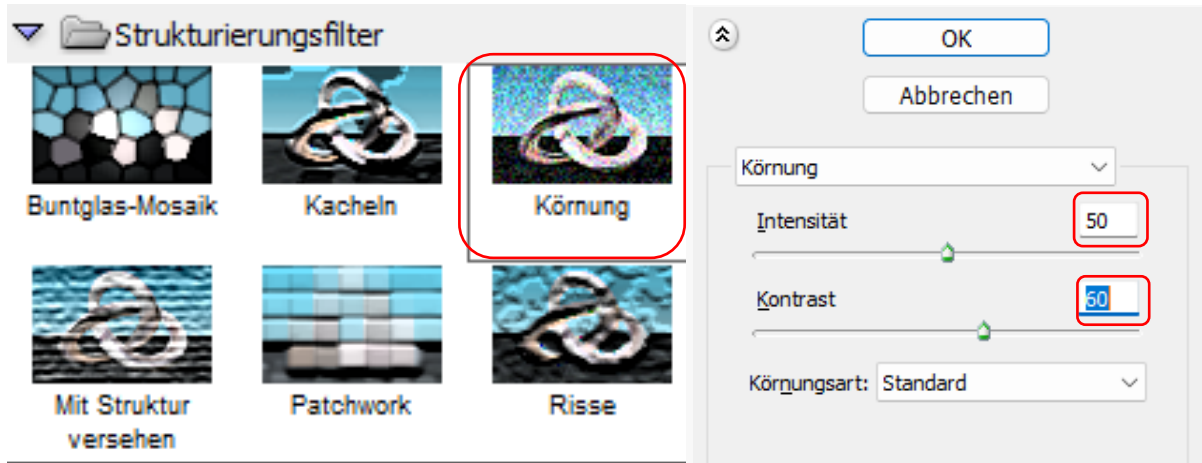 Strukturierungsfilter
Buntglas-Mosaik
Kacheln
Körnung
Mit Struktur
versehen
Patchwork
Risse
OK
Abbrechen
Körnung
Intensität 50
Kontrast 60
Körnungsart: Standard